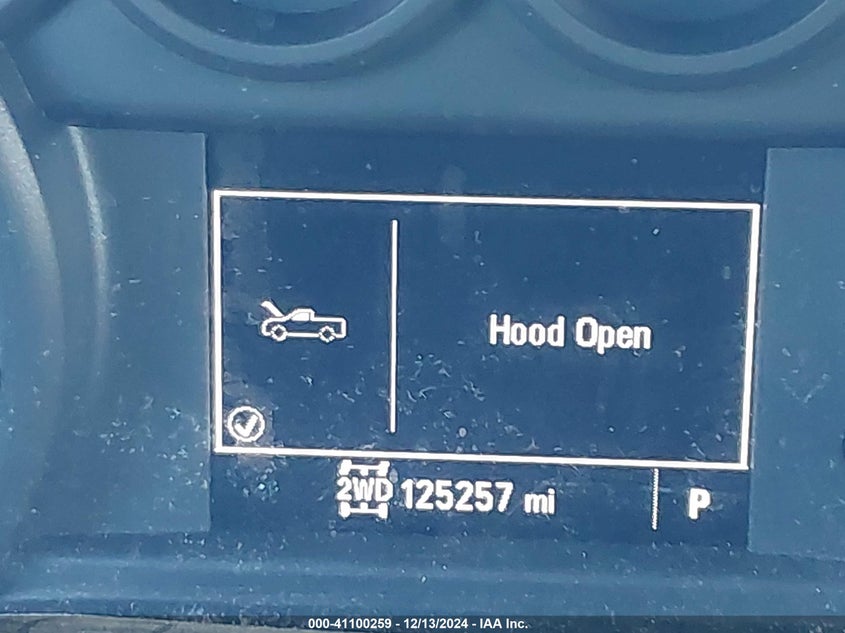 Hood Open
2WD 125257 mi P
000-41100259 - 12/13/2024 - IAA Inc.